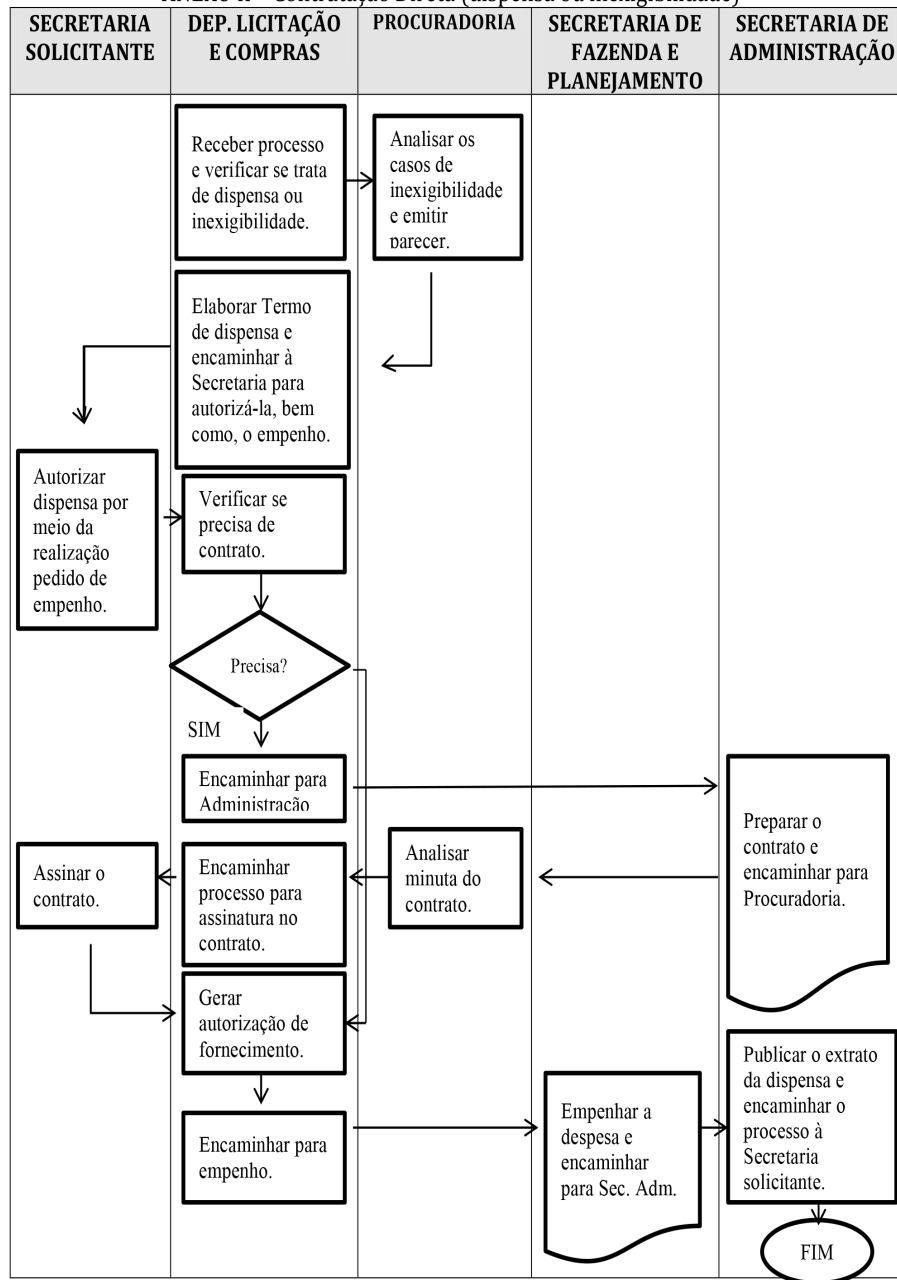 Contratação Direta (dispensa ou inexigibilidade)
SECRETARIA
SOLICITANTE
DEP. LICITAÇÃO
E COMPRAS
PROCURADORIA
SECRETARIA DE
FAZENDA E
PLANEJAMENTO
SECRETARIA DE
ADMINISTRAÇÃO
Receber processo
e verificar se trata
de dispensa ou
inexigibilidade.
Analisar os
casos de
inexigibilidade
e emitir
parecer.
Elaborar Termo
de dispensa e
encaminhar à
Secretaria para
autorizá-la, bem
como, o empenho.
Autorizar
dispensa por
meio da
realização
pedido de
empenho.
Verificar se
precisa de
contrato.
Precisa?
SIM
Encaminhar para
Administração
Preparar o
contrato e
encaminhar para
Procuradoria.
Analisar
minuta do
contrato.
Encaminhar
processo para
assinatura no
contrato.
Assinar o
contrato.
Gerar
autorização de
fornecimento.
Encaminhar para
empenho.
Empenhar a
despesa e
encaminhar
para Sec. Adm.
Publicar o extrato
da dispensa e
encaminhar o
processo à
Secretaria
solicitante.
FIM